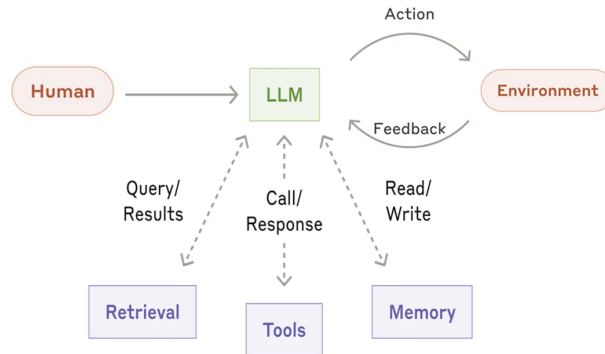 Action
Human
LLM
Environment
Feedback
Query/
Results
Call/
Response
Read/
Write
Retrieval
Tools
Memory